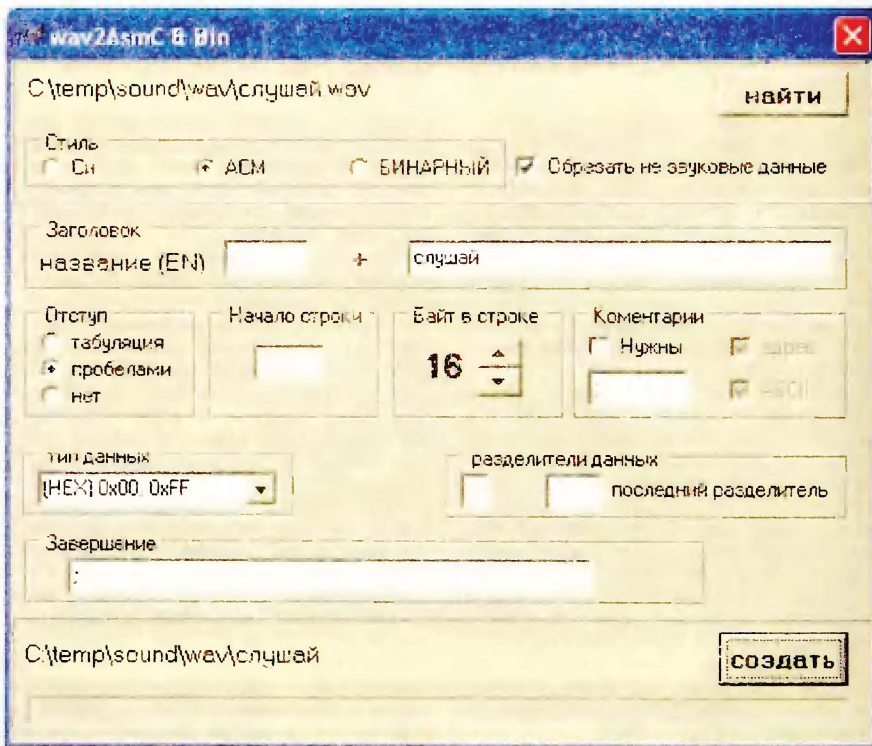 wav2AsmC & Bin
C:\temp\sound\wav\слушай.wav
найти
Стиль
Си АСМ БИНАРНЫЙ Обрезать не звуковые данные
Заголовок
название (EN) + слушай
Отступ Начало строки Байт в строке Коментарии
табуляция
пробелами
нет
16
Нужны адрес
ASCII
тип данных
(HEX) 0x00, 0xFF
разделители данных
последний разделитель
Завершение
;
C:\temp\sound\wav\слушай
создать